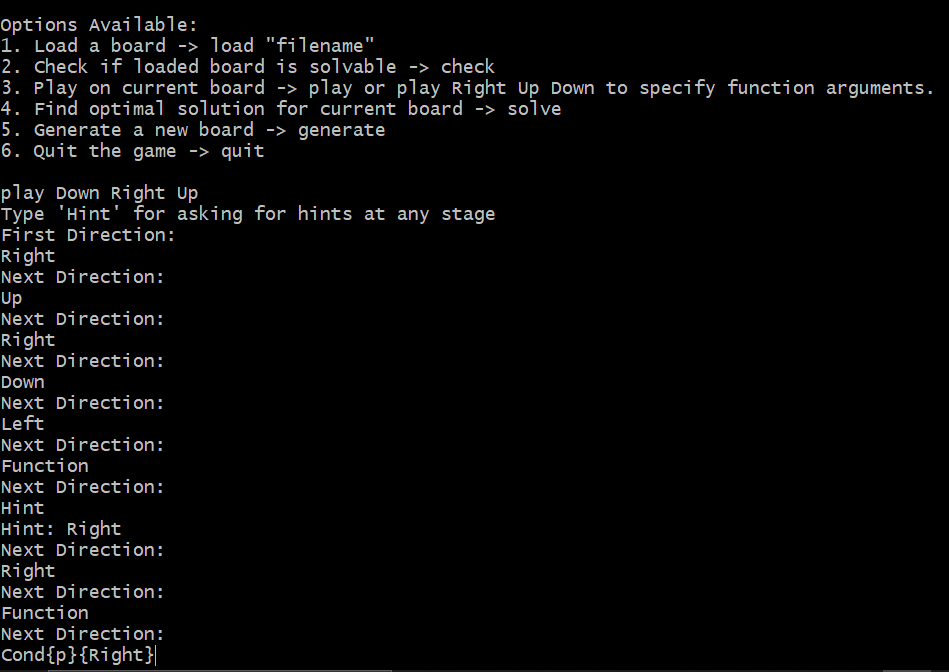 Options Available:
1. Load a board -> load "filename"
2. Check if loaded board is solvable -> check
3. Play on current board -> play or play Right Up Down to specify function arguments.
4. Find optimal solution for current board -> solve
5. Generate a new board -> generate
6. Quit the game -> quit
play Down Right Up
Type 'Hint' for asking for hints at any stage
First Direction:
Right
Next Direction:
Up
Next Direction:
Right
Next Direction:
Down
Next Direction:
Left
Next Direction:
Function
Next Direction:
Hint
Hint: Right
Next Direction:
Right
Next Direction:
Function
Next Direction:
Cond{p}{Right}